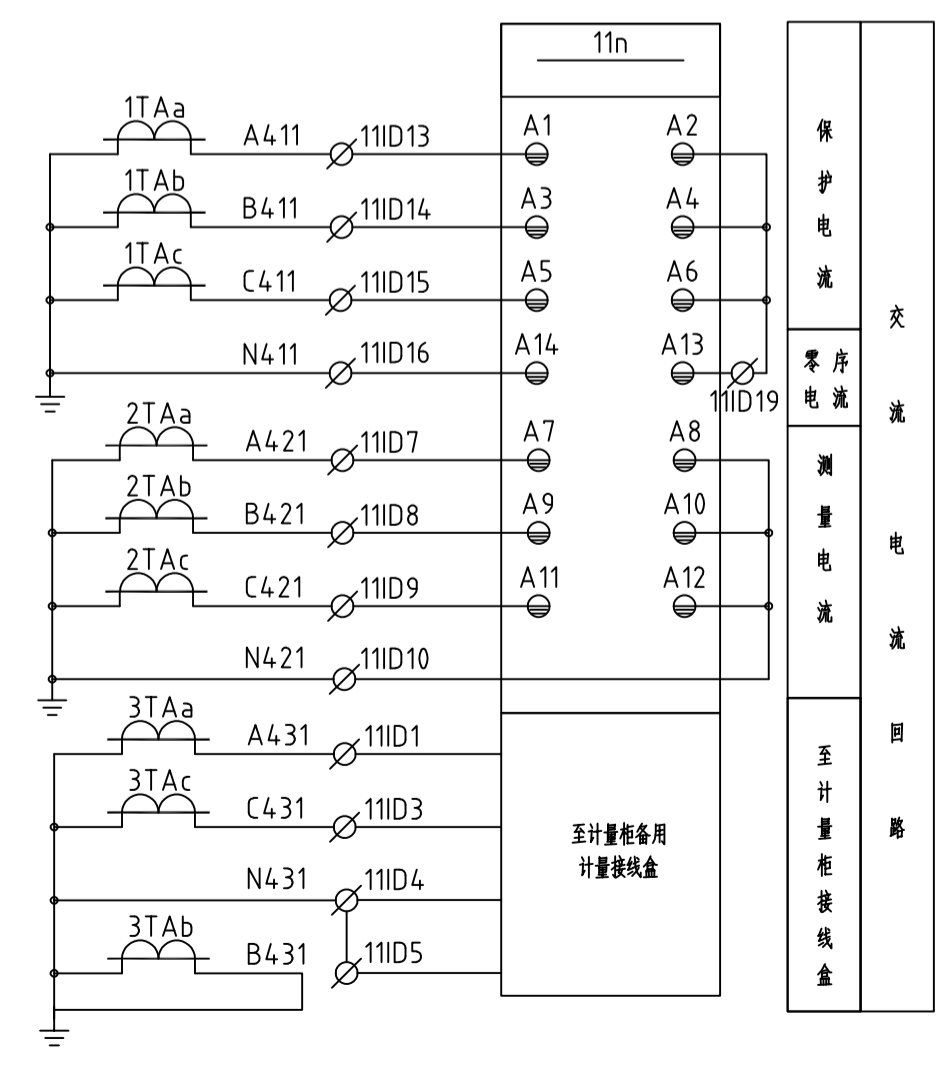 11n
1TAa A411 11ID13 A1 A2
1TAb B411 11ID14 A3 A4
1TAc C411 11ID15 A5 A6
N411 11ID16 A14 A13
11ID19
2TAa A421 11ID7 A7 A8
2TAb B421 11ID8 A9 A10
2TAc C421 11ID9 A11 A12
N421 11ID10
3TAa A431 11ID1
3TAc C431 11ID3
N431 11ID4
3TAb B431 11ID5
至计量柜备用
计量接线盒
保护电流
零序
电流
测量电流
至计量柜接线盒
交流电流回路